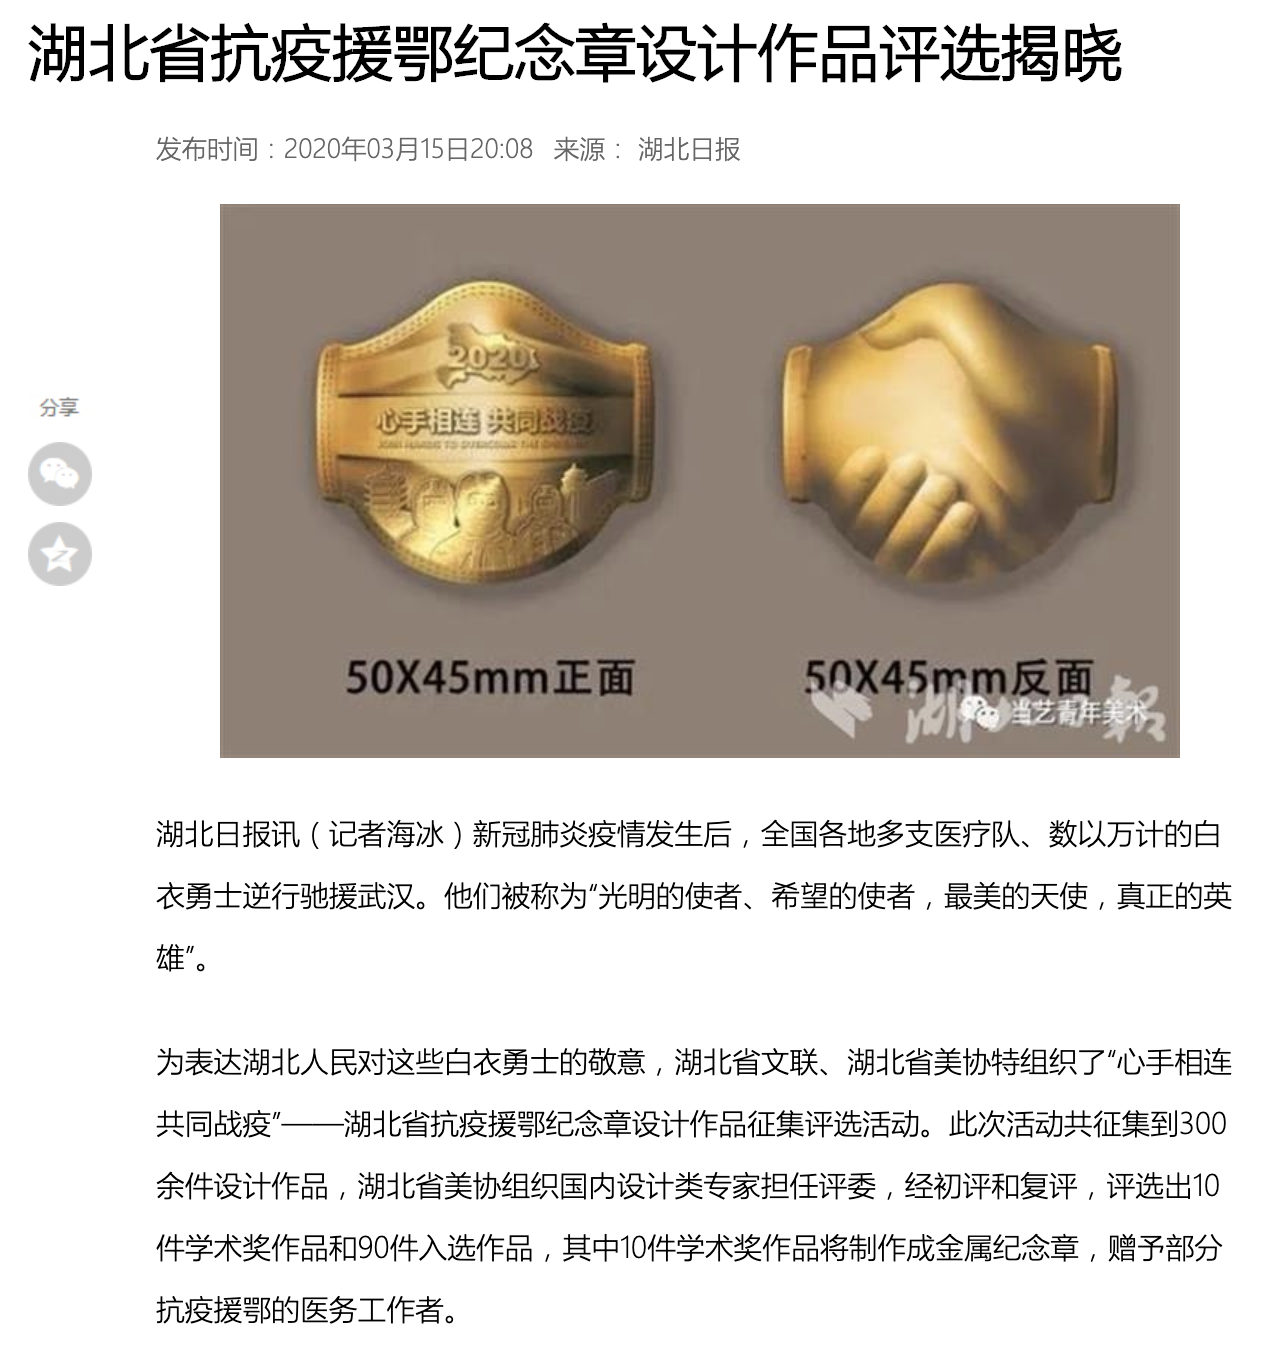 湖北省抗疫援鄂纪念章设计作品评选揭晓
发布时间：2020年03月15日20:08 来源： 湖北日报
分享
2020
心手相连 共同战疫
50X45mm正面
50X45mm反面
当艺青年美术
湖北日报讯（记者海冰）新冠肺炎疫情发生后，全国各地多支医疗队、数以万计的白
衣勇士逆行驰援武汉。他们被称为“光明的使者、希望的使者，最美的天使，真正的英
雄”。
为表达湖北人民对这些白衣勇士的敬意，湖北省文联、湖北省美协特组织了“心手相连
共同战疫”——湖北省抗疫援鄂纪念章设计作品征集评选活动。此次活动共征集到300
余件设计作品，湖北省美协组织国内设计类专家担任评委，经初评和复评，评选出10
件学术奖作品和90件入选作品，其中10件学术奖作品将制作成金属纪念章，赠予部分
抗疫援鄂的医务工作者。